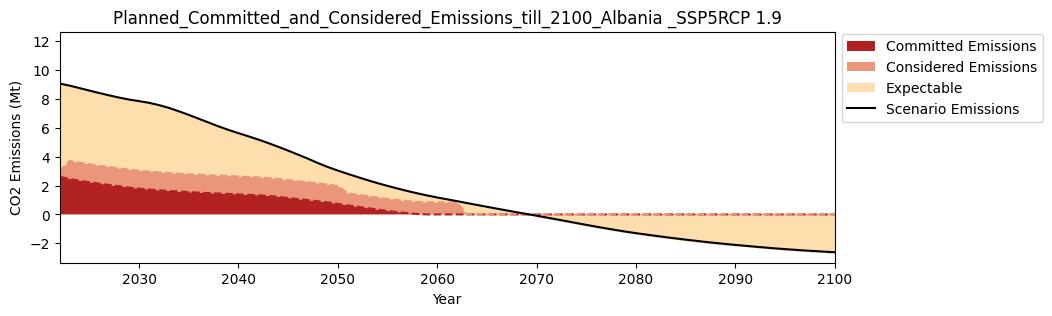 Planned_Committed_and_Considered_Emissions_till_2100_Albania _SSP5RCP 1.9
CO2 Emissions (Mt)
12
10
8
6
4
2
0
−2
2030
2040
2050
2060
2070
2080
2090
2100
Year
Committed Emissions
Considered Emissions
Expectable
Scenario Emissions